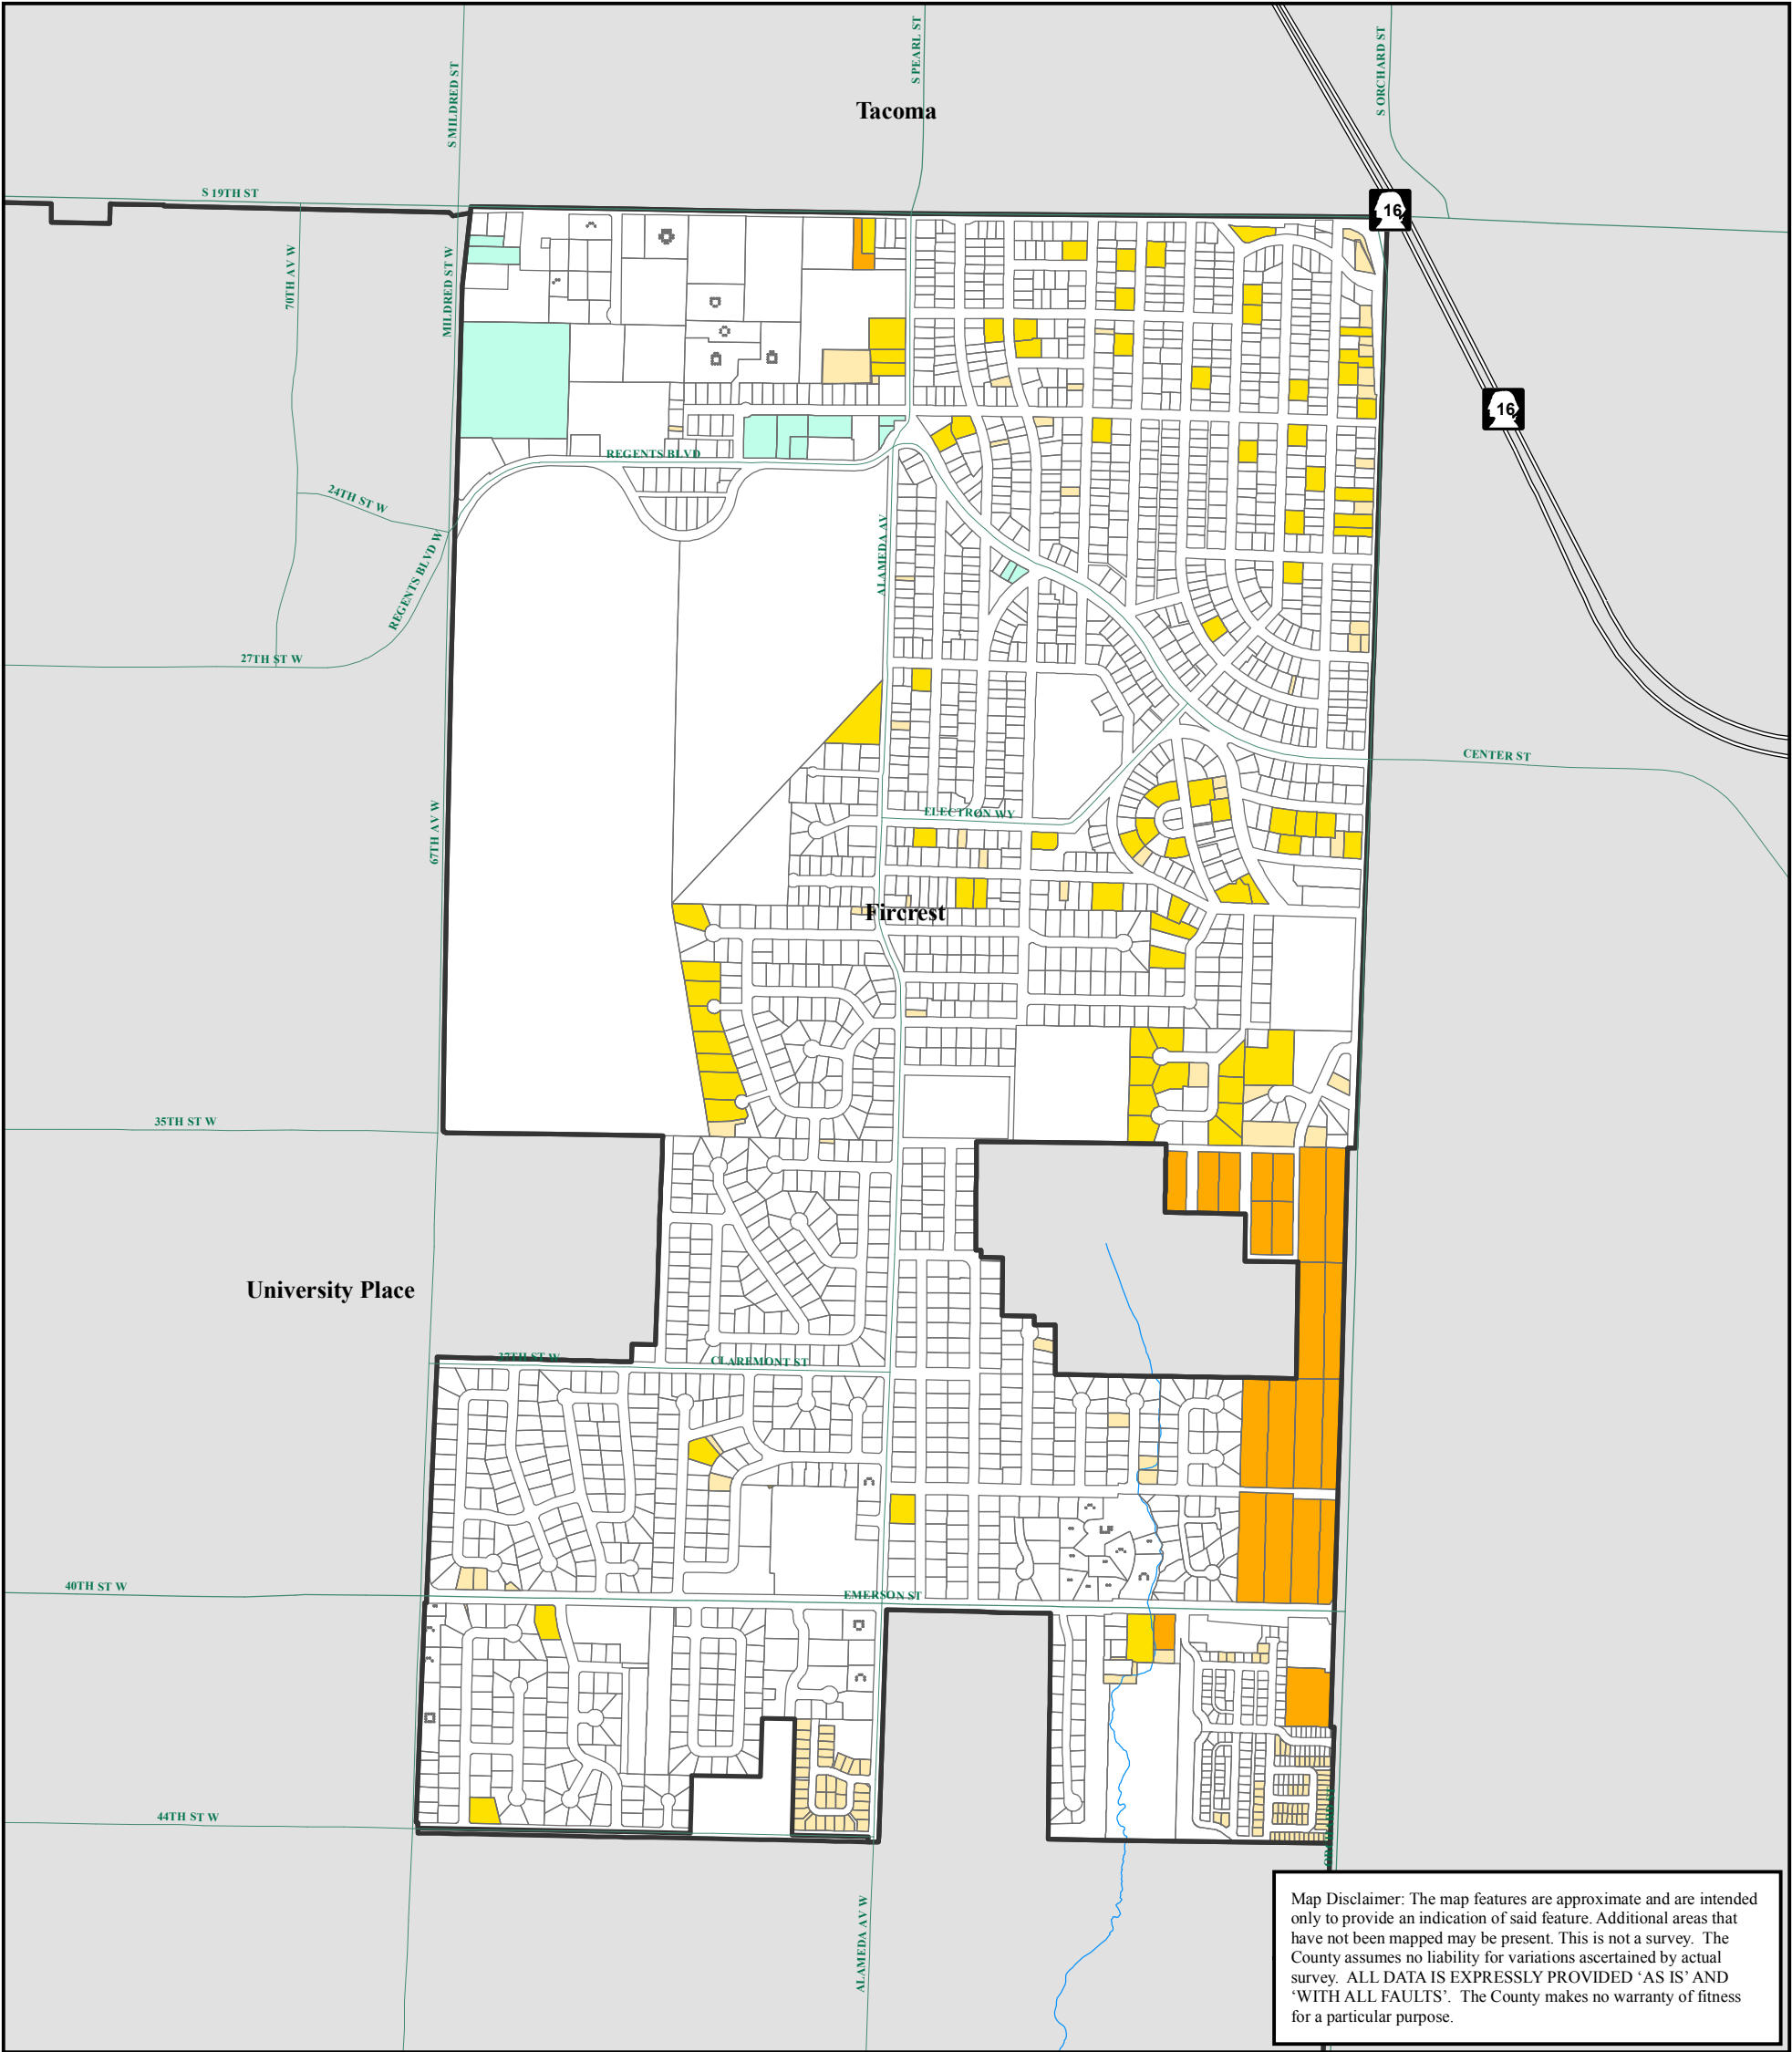 S PEARL ST
S ORCHARD ST
S MILDRED ST
Tacoma
S 19TH ST
16
70TH AV W
MILDRED ST W
16
REGENTS BLVD
24TH ST W
ALAMEDA AV
REGENTS BLVD W
27TH ST W
CENTER ST
67TH AV W
ELECTRON WY
Fircrest
35TH ST W
University Place
37TH ST W
CLAREMONT ST
40TH ST W
EMERSON ST
44TH ST W
ALAMEDA AV W
Map Disclaimer: The map features are approximate and are intended
only to provide an indication of said feature. Additional areas that
have not been mapped may be present. This is not a survey. The
County assumes no liability for variations ascertained by actual
survey. ALL DATA IS EXPRESSLY PROVIDED ‘AS IS’ AND
‘WITH ALL FAULTS’. The County makes no warranty of fitness
for a particular purpose.